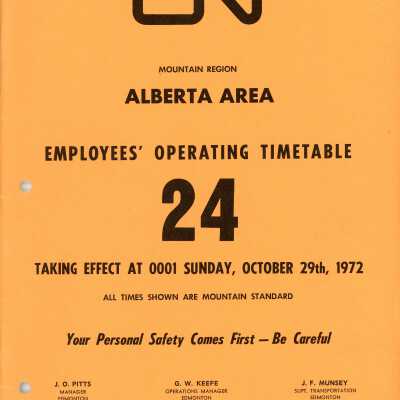 CN
MOUNTAIN REGION
ALBERTA AREA
EMPLOYEES' OPERATING TIMETABLE
24
TAKING EFFECT AT 0001 SUNDAY, OCTOBER 29th, 1972
ALL TIMES SHOWN ARE MOUNTAIN STANDARD
Your Personal Safety Comes First — Be Careful
J. O. PITTS
MANAGER
EDMONTON
G. W. KEEFE
OPERATIONS MANAGER
EDMONTON
J. F. MUNSEY
SUPT. TRANSPORTATION
EDMONTON